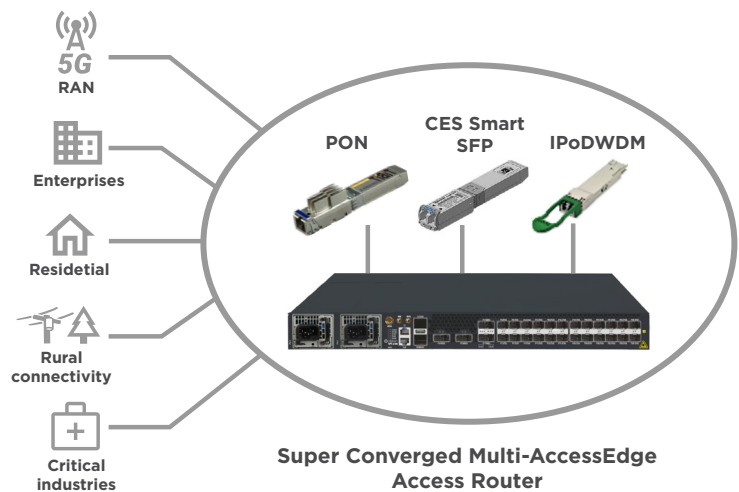 5G
RAN
Enterprises
Residetial
Rural
connectivity
Critical
industries
PON
CES Smart
SFP
IPoDWDM
Super Converged Multi-AccessEdge
Access Router